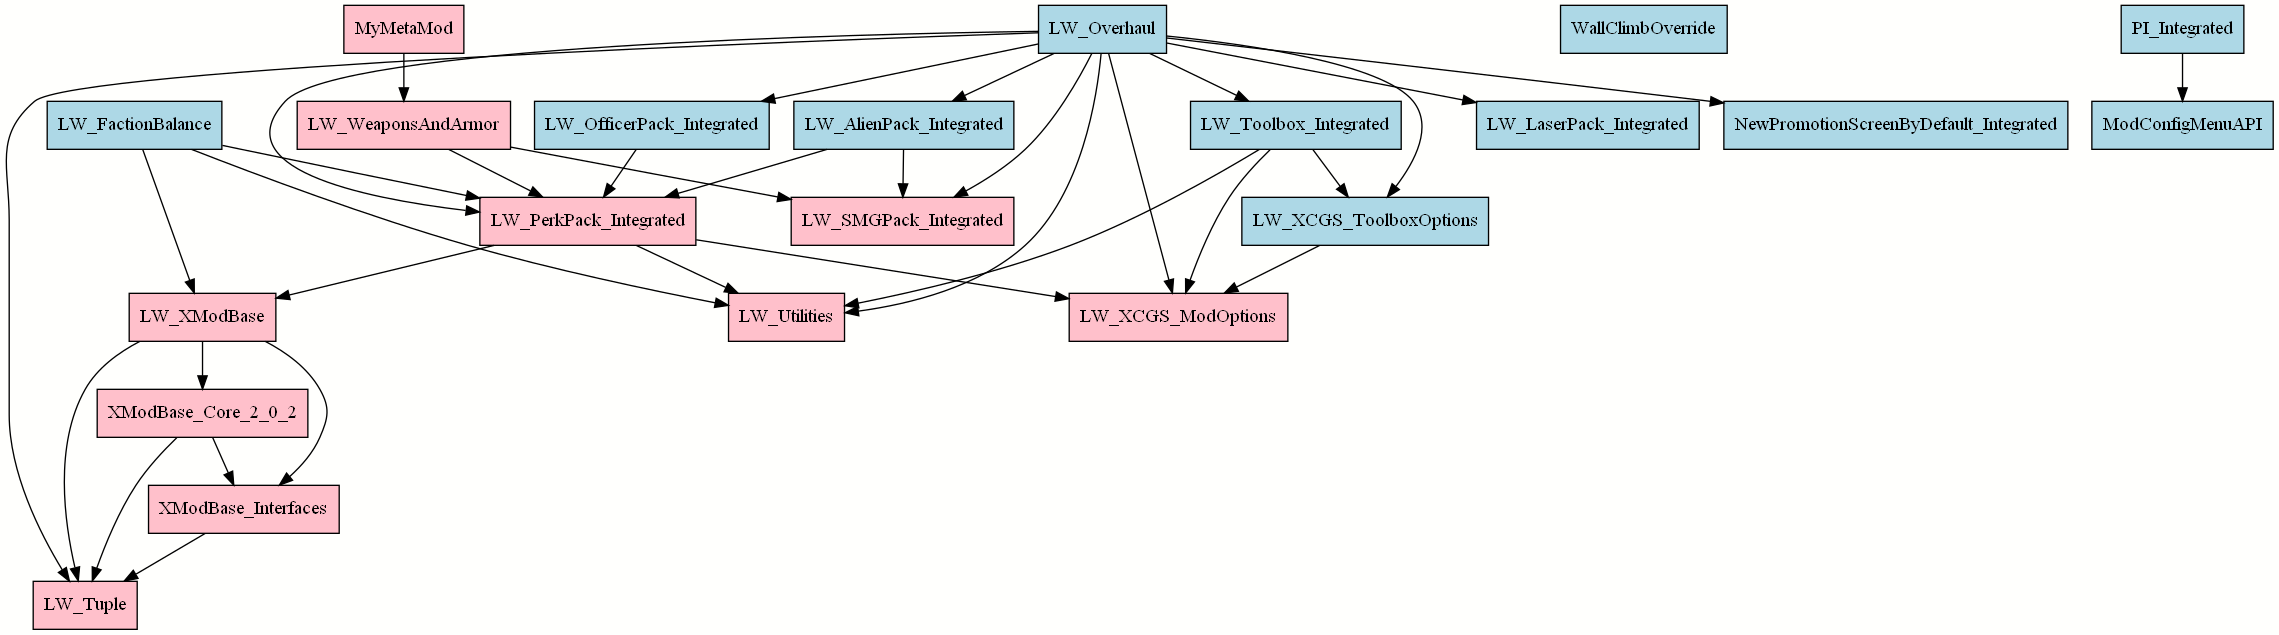 MyMetaMod
LW_Overhaul
WallClimbOverride
PI_Integrated
LW_FactionBalance
LW_WeaponsAndArmor
LW_OfficerPack_Integrated
LW_AlienPack_Integrated
LW_Toolbox_Integrated
LW_LaserPack_Integrated
NewPromotionScreenByDefault_Integrated
ModConfigMenuAPI
LW_PerkPack_Integrated
LW_SMGPack_Integrated
LW_XCGS_ToolboxOptions
LW_XModBase
LW_Utilities
LW_XCGS_ModOptions
XModBase_Core_2_0_2
XModBase_Interfaces
LW_Tuple